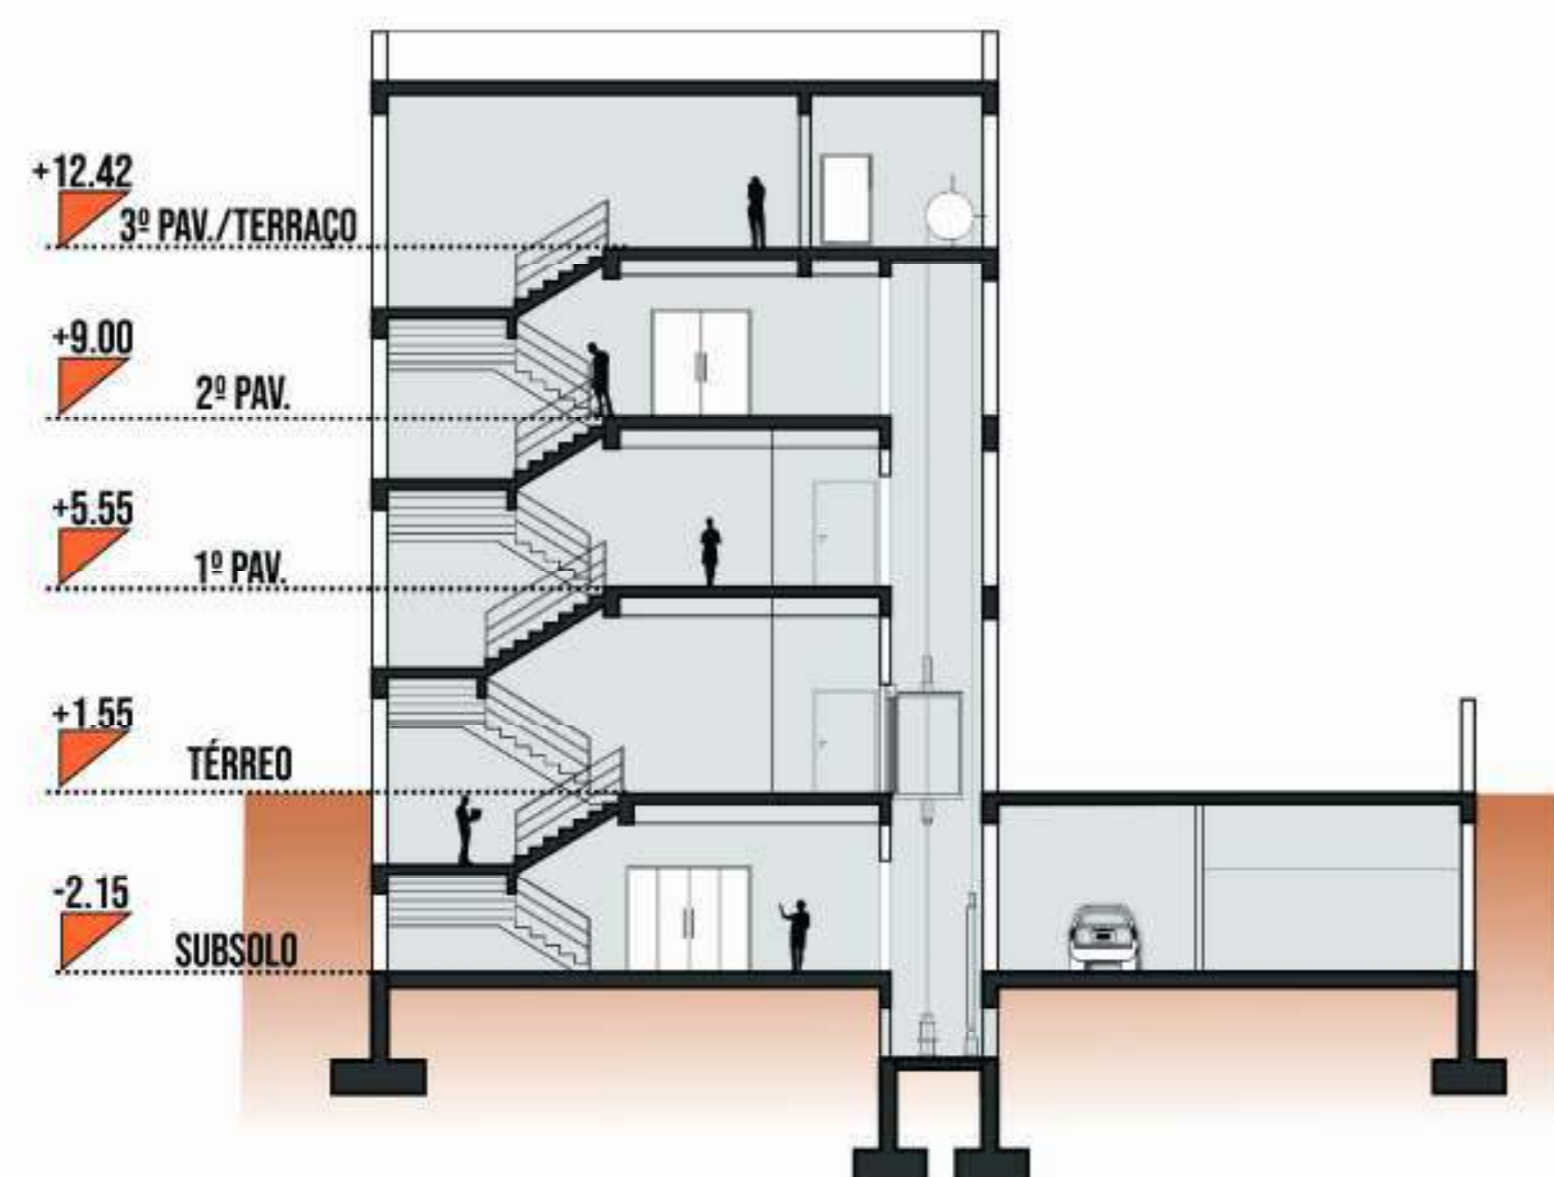 +12.42
3º PAV./TERRAÇO
+9.00
2º PAV.
+5.55
1º PAV.
+1.55
TÉRREO
-2.15
SUBSOLO